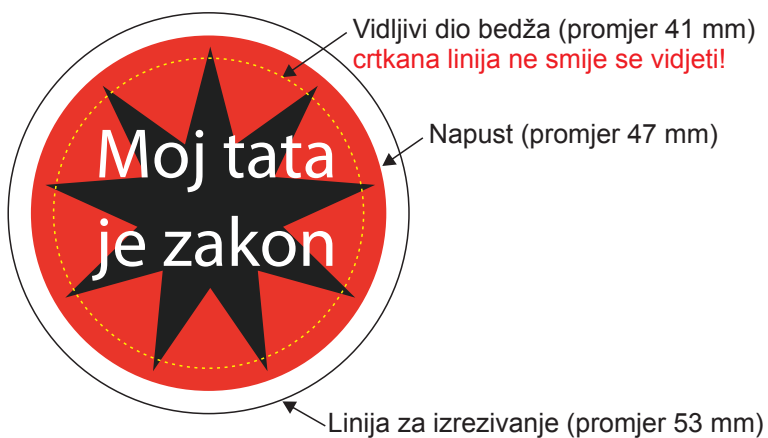 Vidljivi dio bedža (promjer 41 mm)
crtkana linija ne smije se vidjeti!
Napust (promjer 47 mm)
Moj tata
je zakon
Linija za izrezivanje (promjer 53 mm)